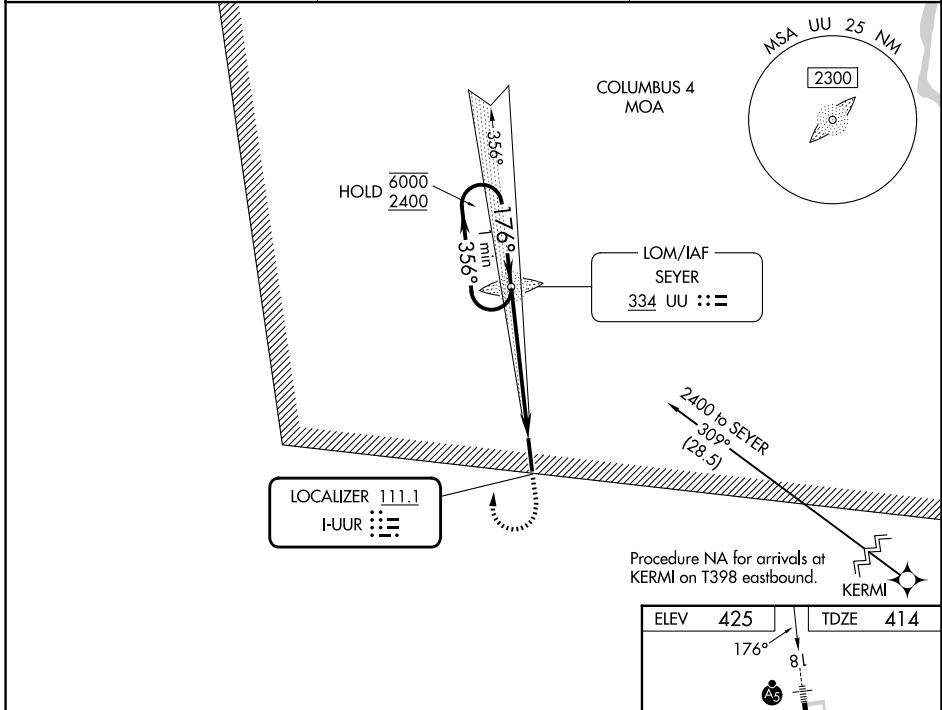 MSA UU 25 NM
2300
COLUMBUS 4
MOA
356°
HOLD 6000
2400
176°
1 min
356°
LOM/IAF
SEYER
334 UU
2400 to SEYER
309°
(28.5)
LOCALIZER 111.1
I-UUR
Procedure NA for arrivals at
KERMI on T398 eastbound.
KERMI
ELEV 425
TDZE 414
176°
18
A5